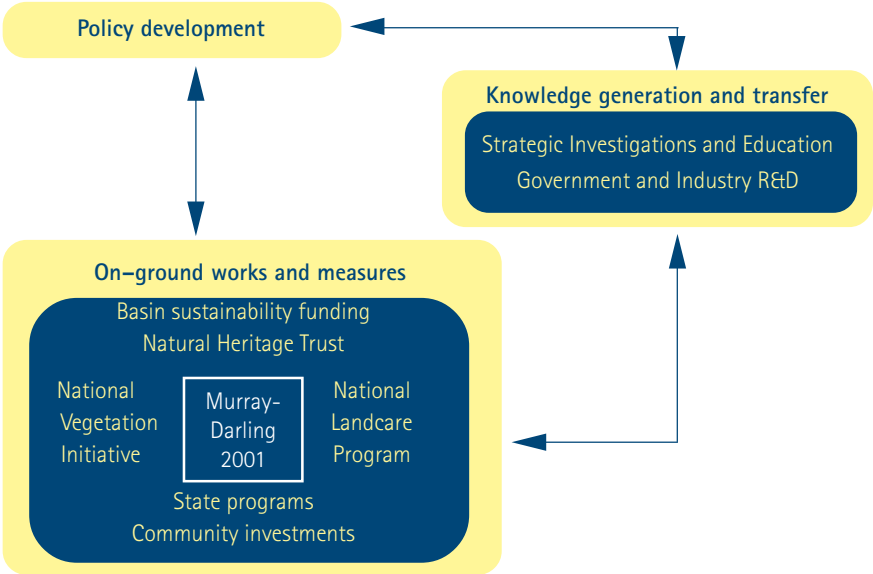 Policy development
Knowledge generation and transfer
Strategic Investigations and Education
Government and Industry R&D
On-ground works and measures
Basin sustainability funding
Natural Heritage Trust
National
Vegetation
Initiative
Murray-
Darling
2001
National
Landcare
Program
State programs
Community investments